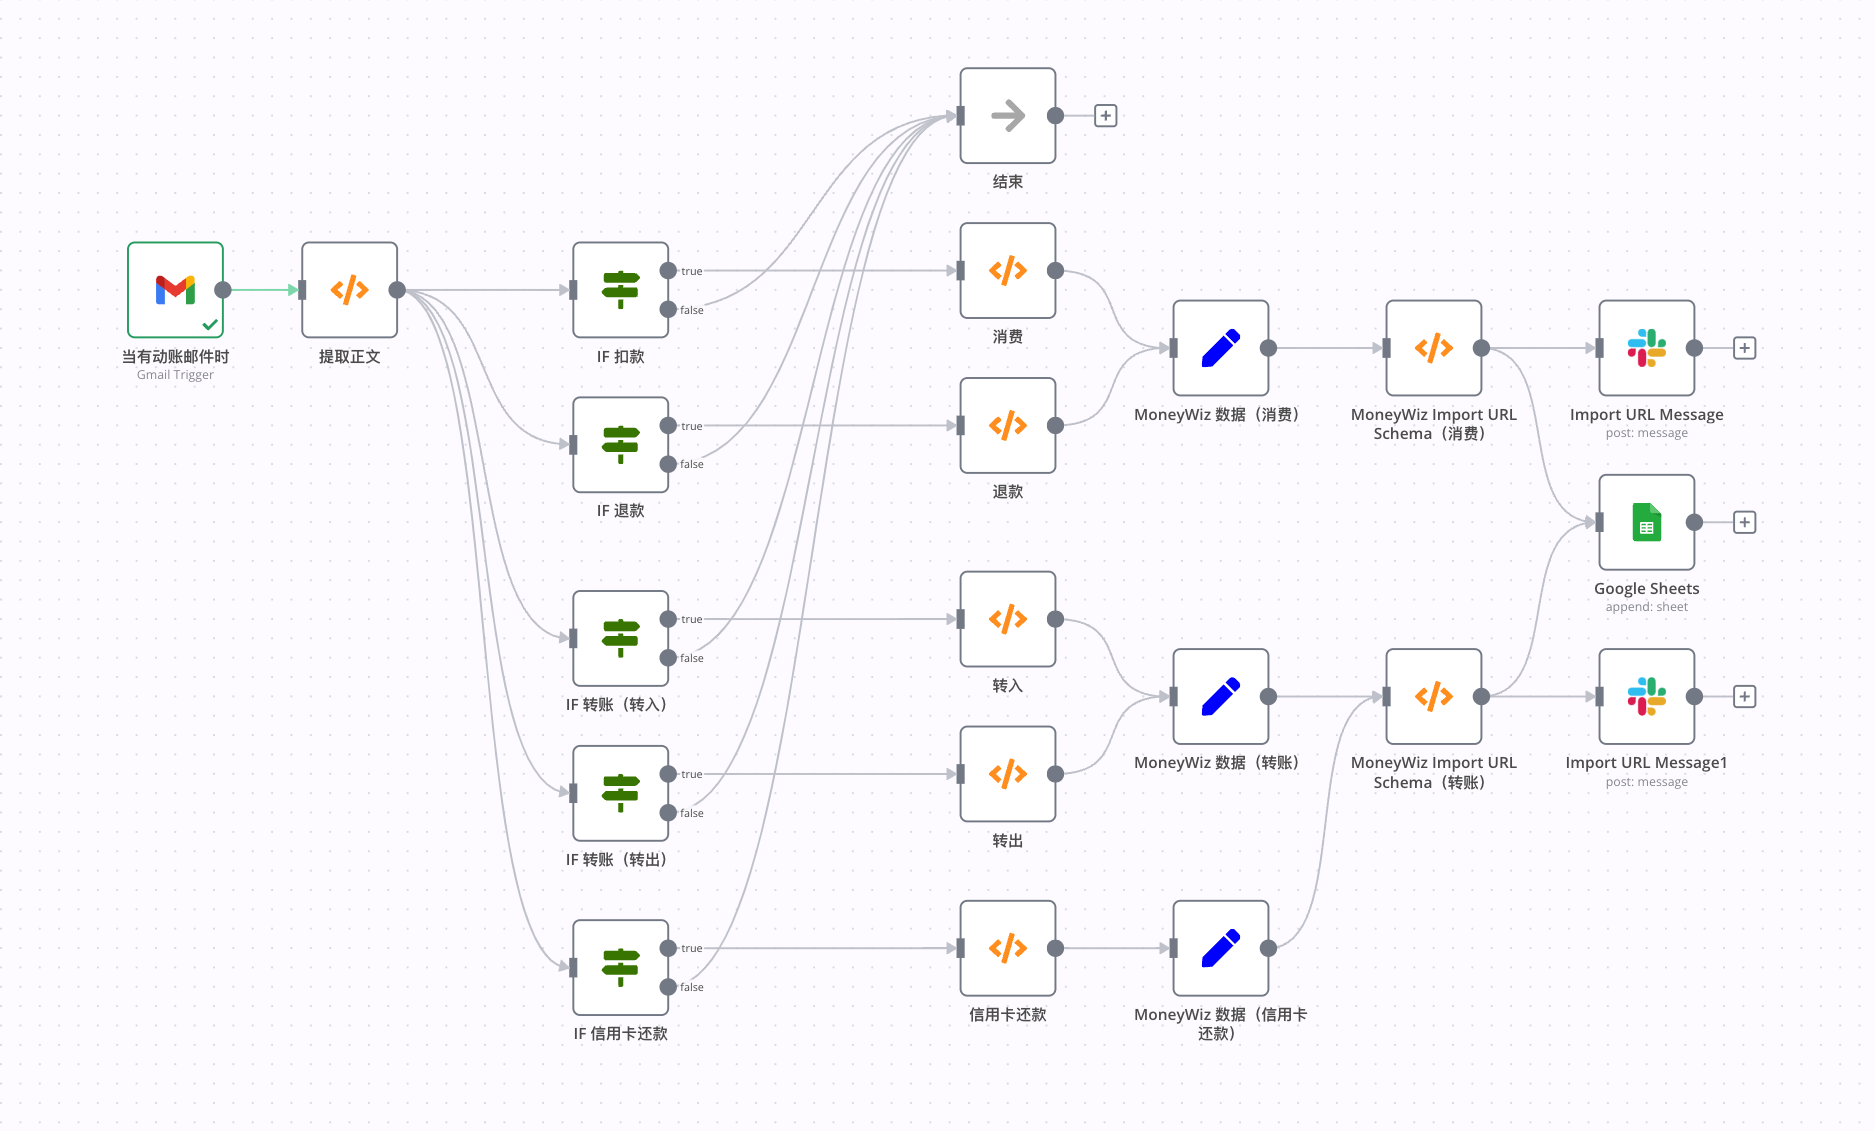 结束
当有动账邮件时
Gmail Trigger
提取正文
true
false
IF 扣款
消费
MoneyWiz 数据（消费）
MoneyWiz Import URL
Schema（消费）
Import URL Message
post: message
true
false
IF 退款
退款
Google Sheets
append: sheet
true
false
IF 转账（转入）
转入
MoneyWiz 数据（转账）
MoneyWiz Import URL
Schema（转账）
Import URL Message1
post: message
true
false
IF 转账（转出）
转出
true
false
IF 信用卡还款
信用卡还款
MoneyWiz 数据（信用卡
还款）